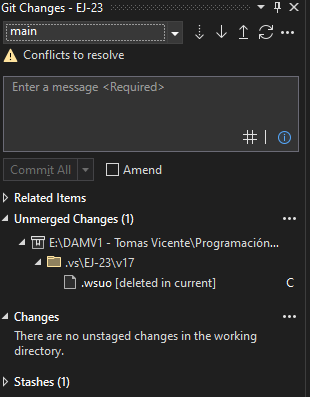 Git Changes - EJ-23
main
Conflicts to resolve
Enter a message <Required>
Commit All
Amend
Related Items
Unmerged Changes (1)
E:\DAMV1 - Tomas Vicente\Programación...
.vs\EJ-23\v17
.wsuo [deleted in current] C
Changes
There are no unstaged changes in the working
directory.
Stashes (1)